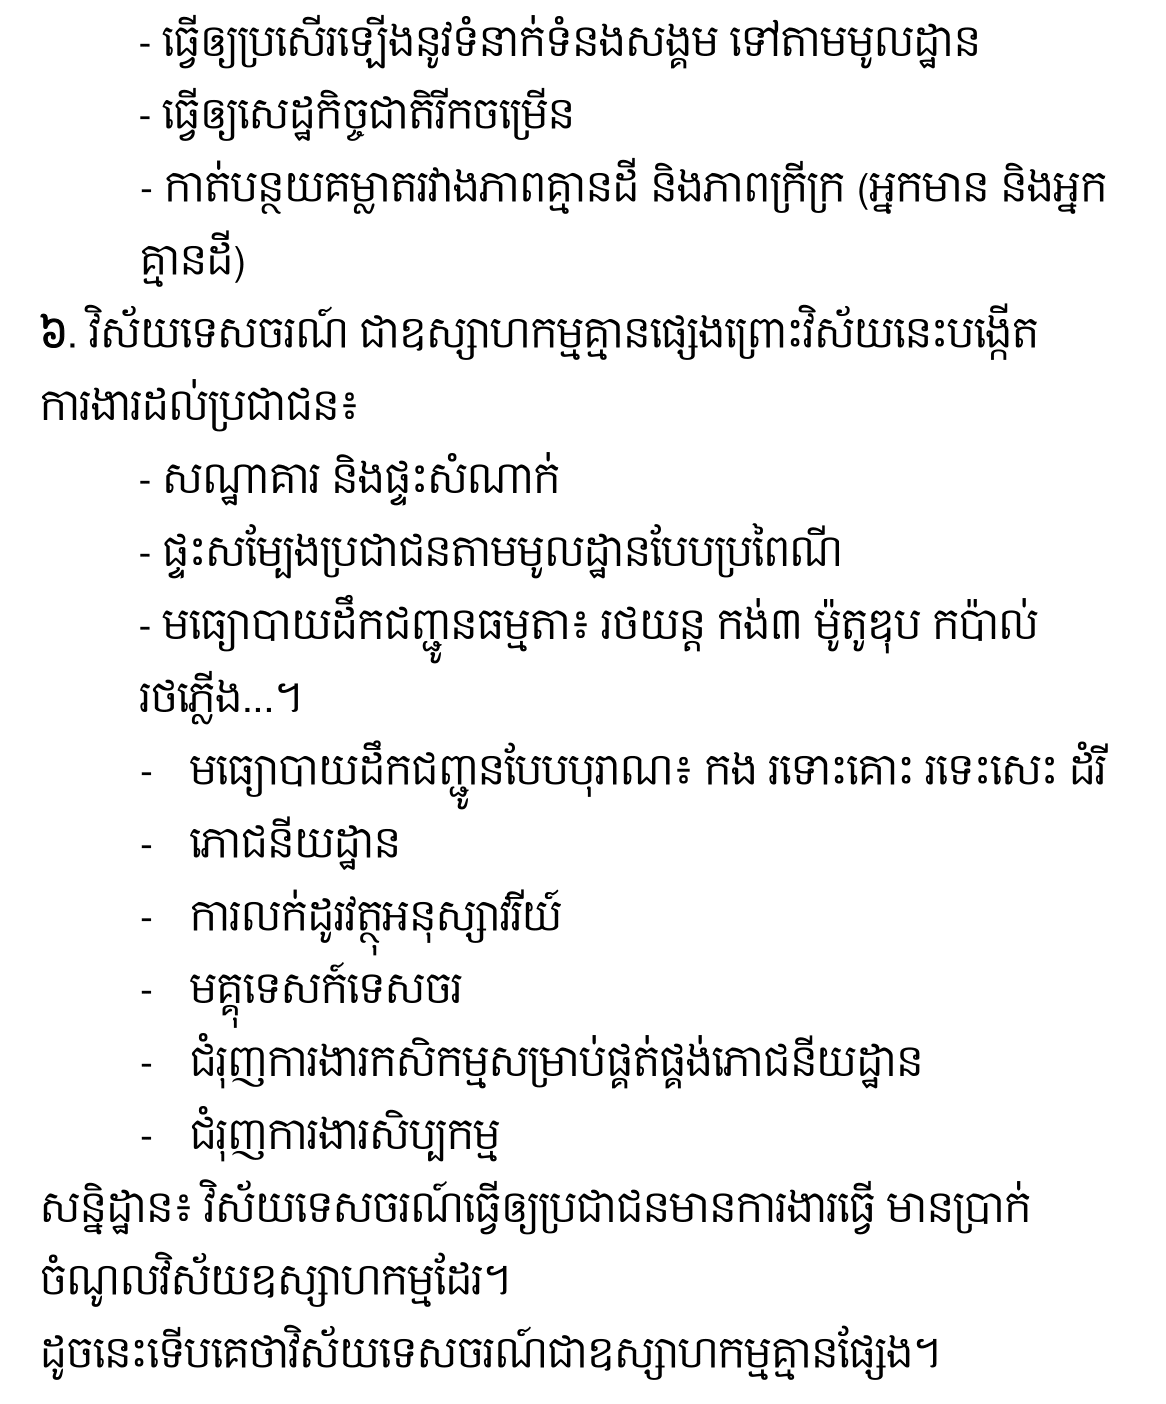 - ធ្វើឲ្យប្រសើរឡើងនូវទំនាក់ទំនងសង្គម ទៅតាមមូលដ្ឋាន
- ធ្វើឲ្យសេដ្ឋកិច្ចជាតិរីកចម្រើន
- កាត់បន្ថយគម្លាតរវាងភាពគ្មានដី និងភាពក្រីក្រ (អ្នកមាន និងអ្នក
គ្មានដី)
៦. វិស័យទេសចរណ៍ ជាឧស្សាហកម្មគ្មានផ្សេងព្រោះវិស័យនេះបង្កើត
ការងារដល់ប្រជាជន៖
- សណ្ឋាគារ និងផ្ទះសំណាក់
- ផ្ទះសម្បែងប្រជាជនតាមមូលដ្ឋានបែបប្រពៃណី
- មធ្យោបាយដឹកជញ្ជូនធម្មតា៖ រថយន្ត កង់៣ ម៉ូតូឌុប កប៉ាល់
រថភ្លើង...។
- មធ្យោបាយដឹកជញ្ជូនបែបបុរាណ៖ កង រទោះគោះ រទេះសេះ ដំរី
- ភោជនីយដ្ឋាន
- ការលក់ដូរវត្ថុអនុស្សាវរីយ៍
- មគ្គុទេសក៍ទេសចរ
- ជំរុញការងារកសិកម្មសម្រាប់ផ្គត់ផ្គង់ភោជនីយដ្ឋាន
- ជំរុញការងារសិប្បកម្ម
សន្និដ្ឋាន៖ វិស័យទេសចរណ៍ធ្វើឲ្យប្រជាជនមានការងារធ្វើ មានប្រាក់
ចំណូលវិស័យឧស្សាហកម្មដែរ។
ដូចនេះទើបគេថាវិស័យទេសចរណ៍ជាឧស្សាហកម្មគ្មានផ្សែង។